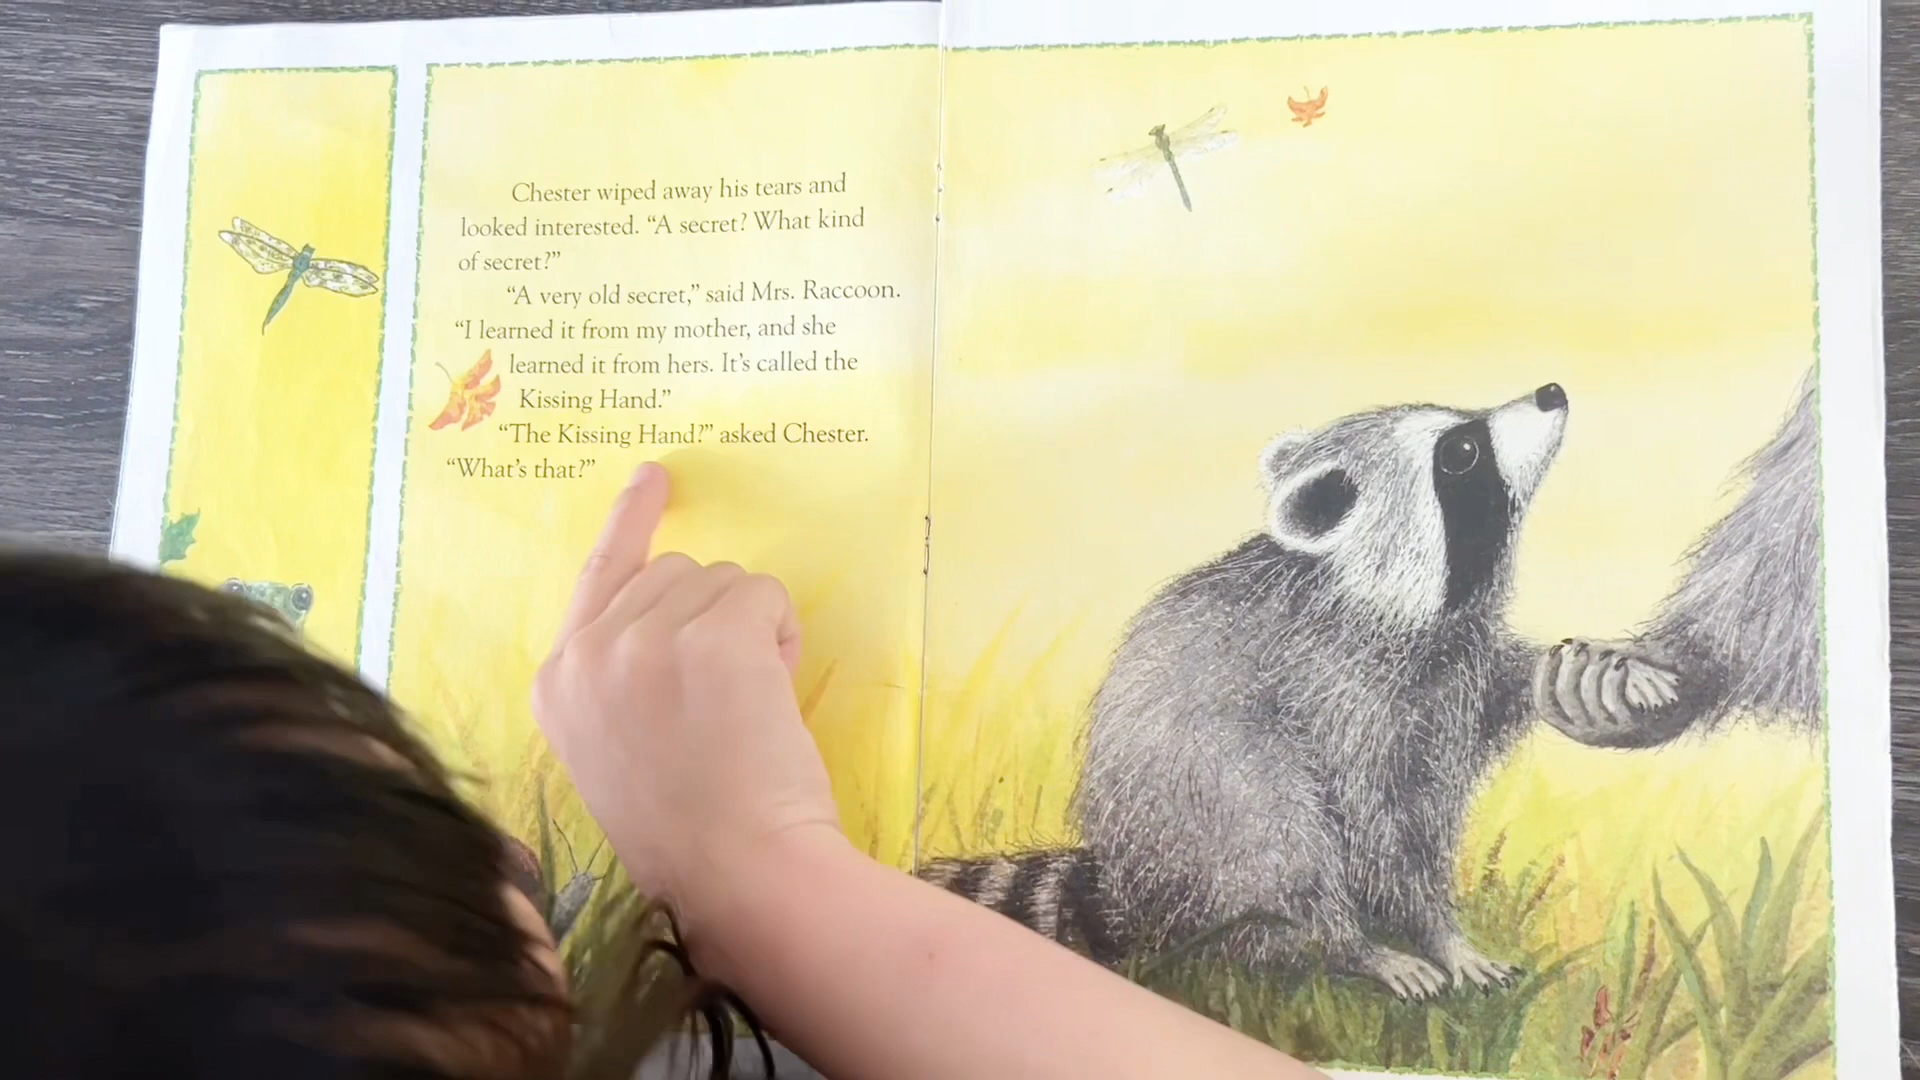 Chester wiped away his tears and
looked interested. “A secret? What kind
of secret?”
“A very old secret,” said Mrs. Raccoon.
“I learned it from my mother, and she
learned it from hers. It’s called the
Kissing Hand.”
“The Kissing Hand?” asked Chester.
“What’s that?”